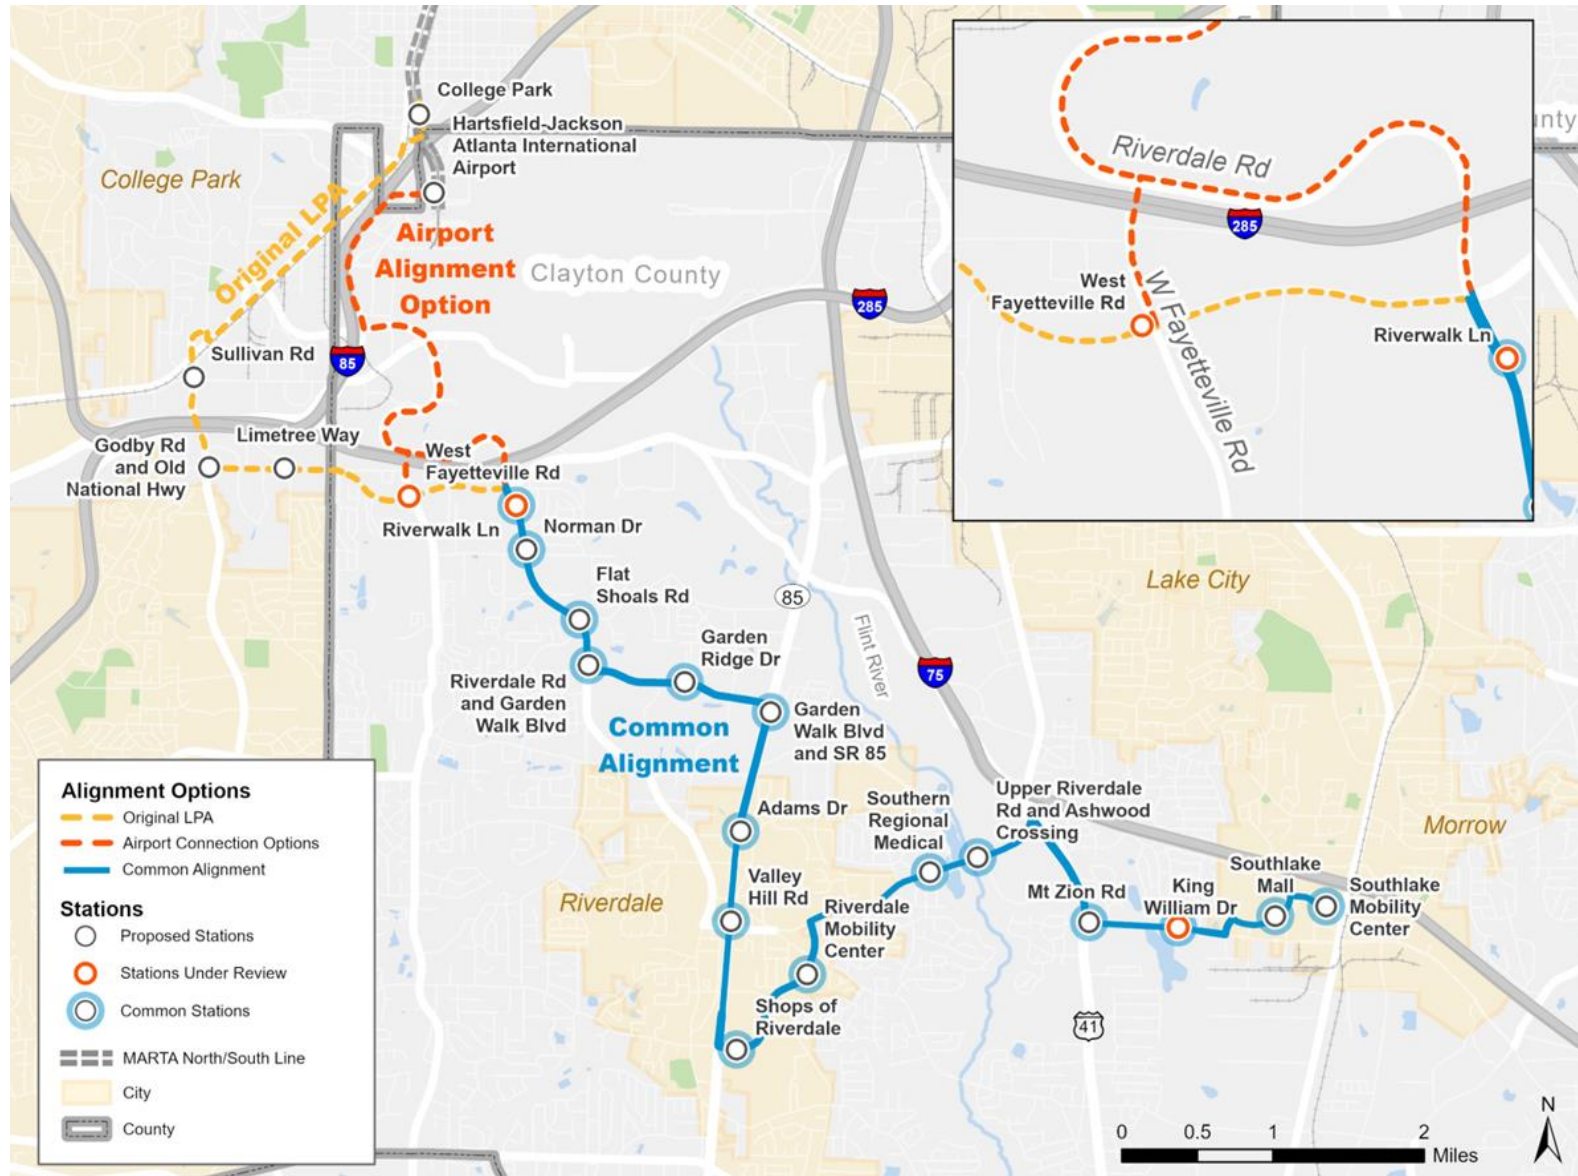 College Park
Hartsfield-Jackson
Atlanta International
Airport
College Park
Original LPA
Airport
Alignment
Option
Clayton County
285
85
Sullivan Rd
Godby Rd
and Old
National Hwy
Limetree Way
West
Fayetteville Rd
Riverwalk Ln
Norman Dr
Flat
Shoals Rd
85
Garden
Ridge Dr
Riverdale Rd
and Garden
Walk Blvd
Common
Alignment
Garden
Walk Blvd
and SR 85
Flint River
75
Lake City
Adams Dr
Southern
Regional
Medical
Upper Riverdale
Rd and Ashwood
Crossing
Morrow
Riverdale
Valley
Hill Rd
Riverdale
Mobility
Center
Mt Zion Rd
King
William Dr
Southlake
Mall
Southlake
Mobility
Center
Shops of
Riverdale
41
Riverdale Rd
285
West
Fayetteville Rd
W Fayetteville Rd
Riverwalk Ln
unty
Alignment Options
Original LPA
Airport Connection Options
Common Alignment
Stations
Proposed Stations
Stations Under Review
Common Stations
MARTA North/South Line
City
County
0 0.5 1 2
Miles
N